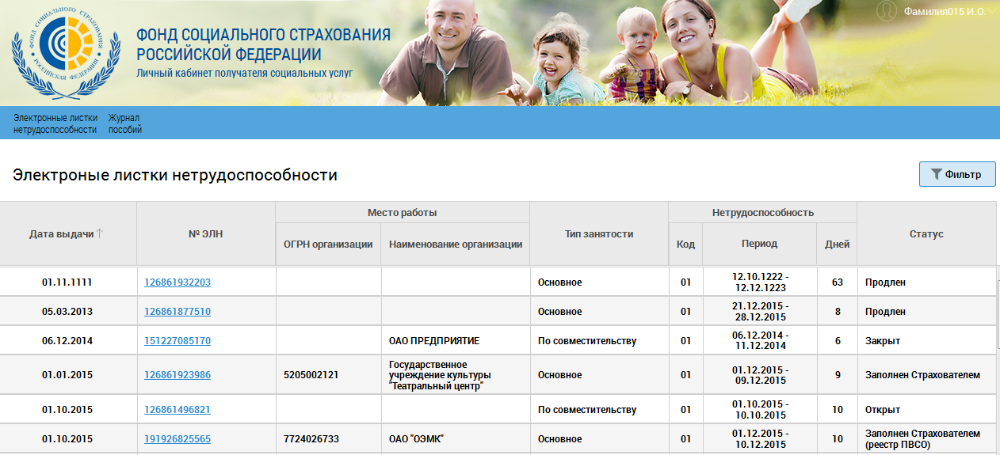 ФОНД СОЦИАЛЬНОГО СТРАХОВАНИЯ
РОССИЙСКОЙ ФЕДЕРАЦИИ
ФОНД СОЦИАЛЬНОГО СТРАХОВАНИЯ
РОССИЙСКОЙ ФЕДЕРАЦИИ
Личный кабинет получателя социальных услуг
Фамилия015 И.О.
Электронные листки нетрудоспособности
Журнал пособий
Электроные листки нетрудоспособности
Фильтр
Дата выдачи № ЭЛН Место работы Тип занятости Нетрудоспособность Статус
ОГРН организации Наименование организации Код Период Дней
01.11.1111 126861932203 Основное 01 12.10.1222 - 12.12.1223 63 Продлен
05.03.2013 126861877510 Основное 01 21.12.2015 - 28.12.2015 8 Продлен
06.12.2014 151227085170 ОАО ПРЕДПРИЯТИЕ По совместительству 01 06.12.2014 - 11.12.2014 6 Закрыт
01.01.2015 126861923986 5205002121 Государственное учреждение культуры "Театральный центр" Основное 01 01.12.2015 - 09.12.2015 9 Заполнен Страхователем
01.10.2015 126861496821 По совместительству 01 01.10.2015 - 10.10.2015 10 Открыт
01.10.2015 191926825565 7724026733 ОАО "ОЭМК" Основное 01 01.12.2015 - 10.12.2015 10 Заполнен Страхователем (реестр ПВСО)